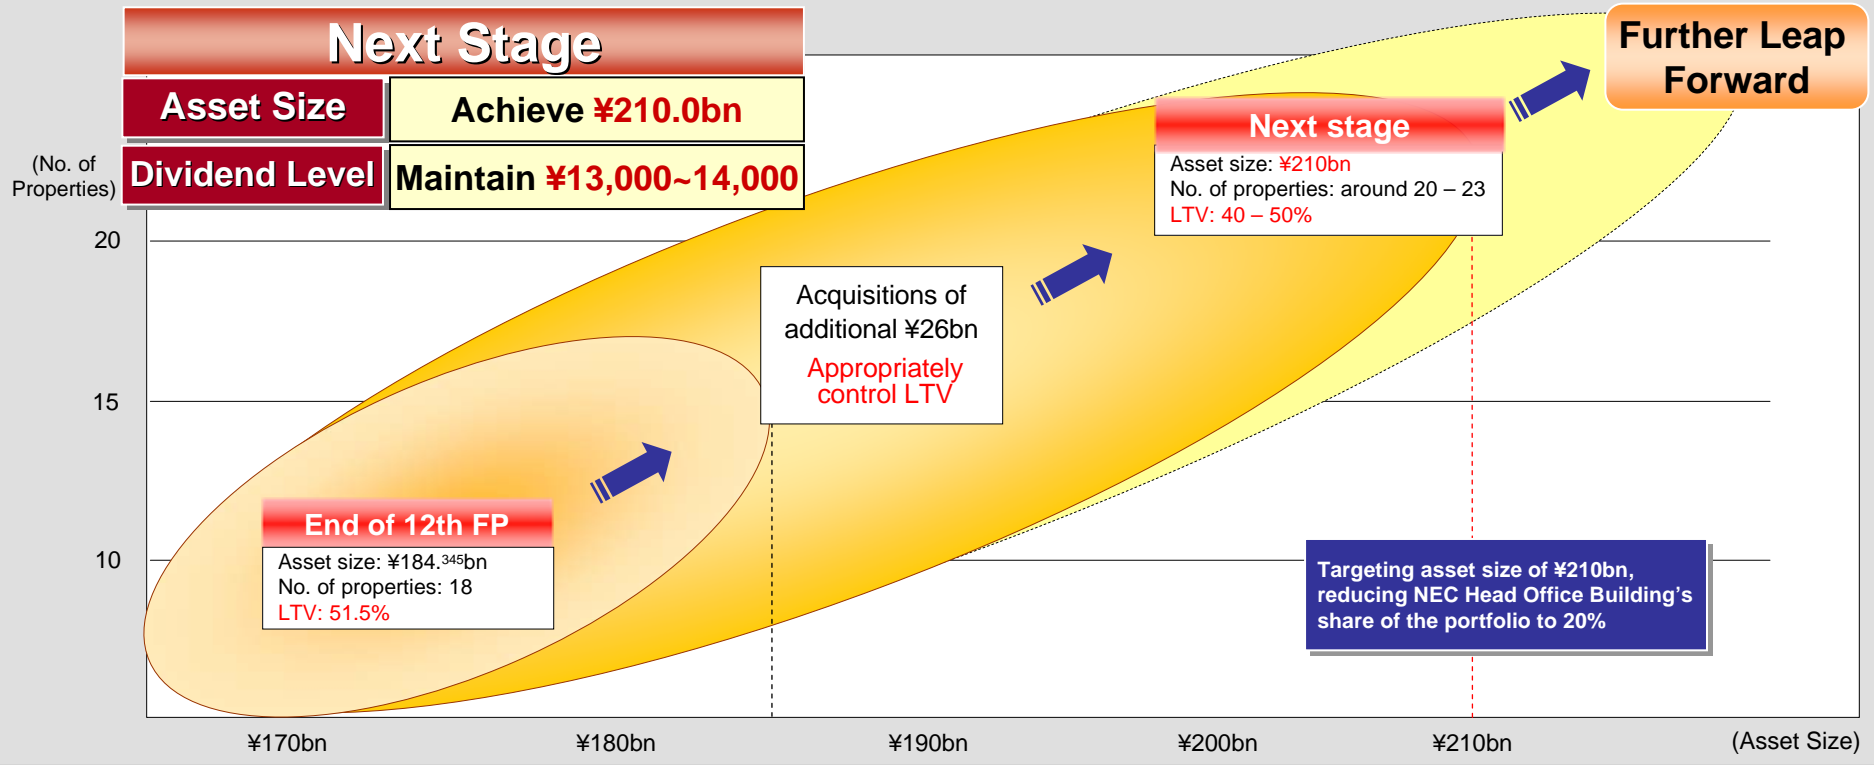 Next Stage
Asset Size
Achieve ¥210.0bn
Dividend Level
Maintain ¥13,000~14,000
Further Leap
Forward
(No. of
Properties)
20
15
10
Next stage
Asset size: ¥210bn
No. of properties: around 20 – 23
LTV: 40 – 50%
Acquisitions of
additional ¥26bn
Appropriately
control LTV
End of 12th FP
Asset size: ¥184.345bn
No. of properties: 18
LTV: 51.5%
Targeting asset size of ¥210bn,
reducing NEC Head Office Building's
share of the portfolio to 20%
¥170bn
¥180bn
¥190bn
¥200bn
¥210bn
(Asset Size)